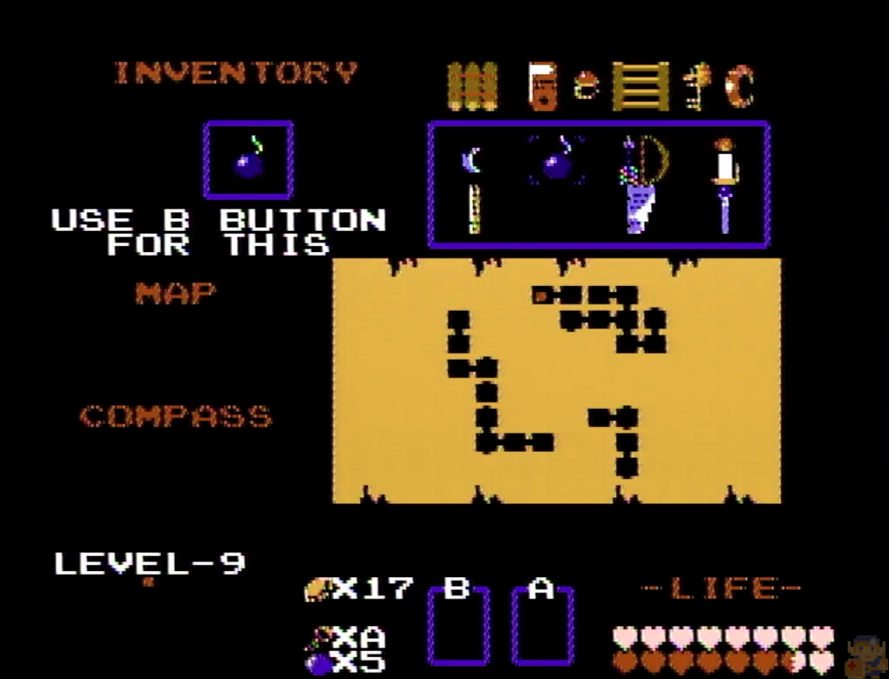 INVENTORY
USE B BUTTON
FOR THIS
MAP
COMPASS
LEVEL-9
X17 B A -LIFE-
XA
X5